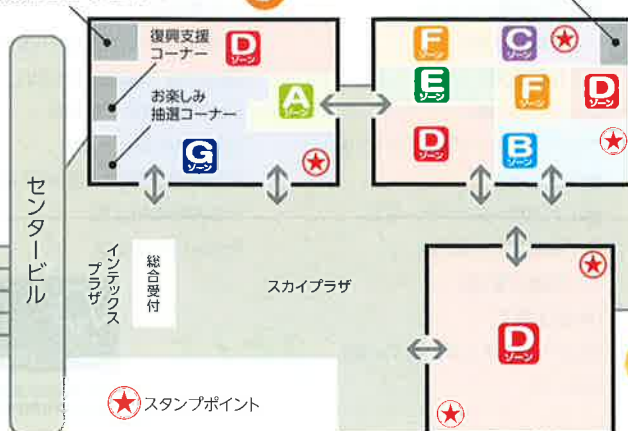 復興支援
コーナー
D
ゾーン
お楽しみ
抽選コーナー
A
ゾーン
G
ゾーン
F
ゾーン
C
ゾーン
E
ゾーン
F
ゾーン
D
ゾーン
D
ゾーン
B
ゾーン
センタービル
インテックス
プラザ
総合受付
スカイプラザ
D
ゾーン
スタンプポイント